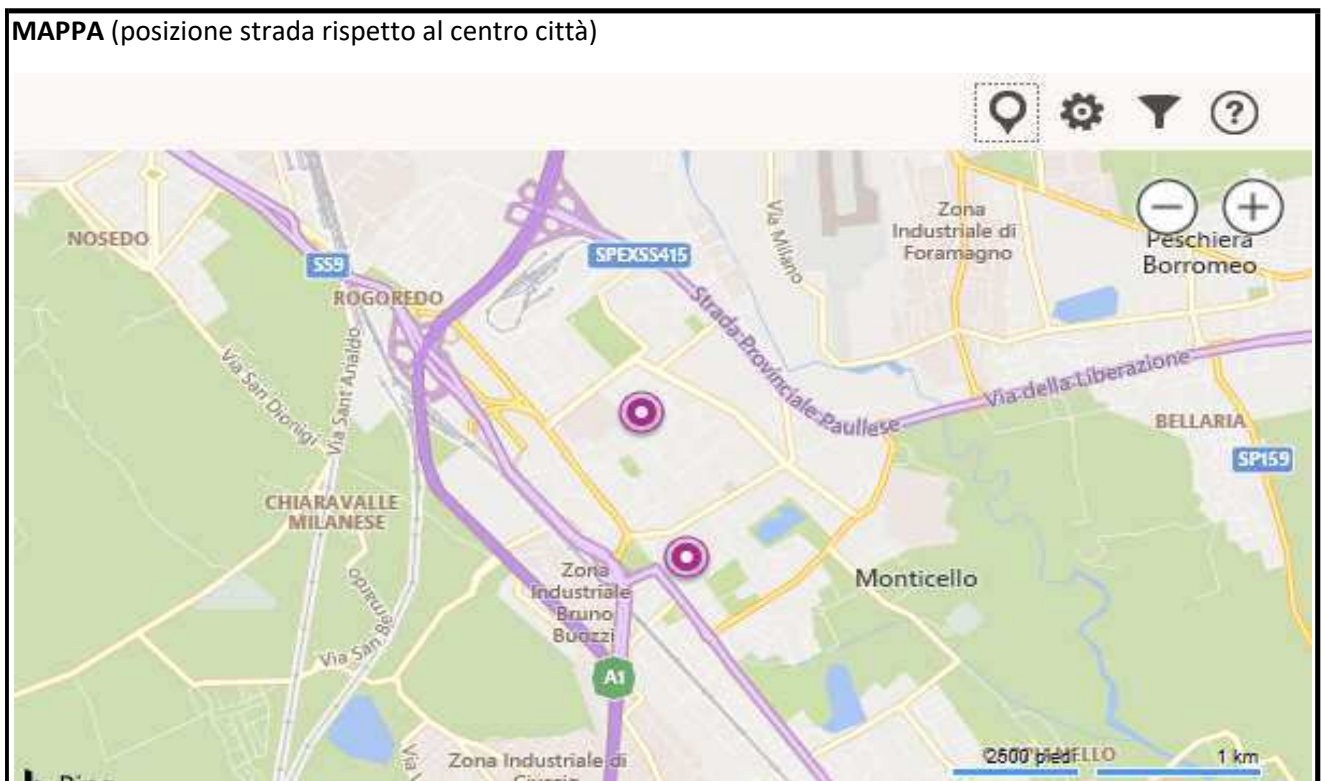 MAPPA (posizione strada rispetto al centro città)
NOSEDO
SS9
ROGOREDO
SPEXSS415
Via Milano
Zona
Industriale di
Foramagno
Peschiera
Borromeo
Via San Dionigi
Via Sant'Arialdo
Strada Provinciale Paullese
Via della Liberazione
BELLARIA
SP159
CHIARAVALLE
MILANESE
Zona
Industriale
Bruno
Buozzi
Monticello
Via San Bernardo
A1
Zona Industriale di
2500 piedi
1 km